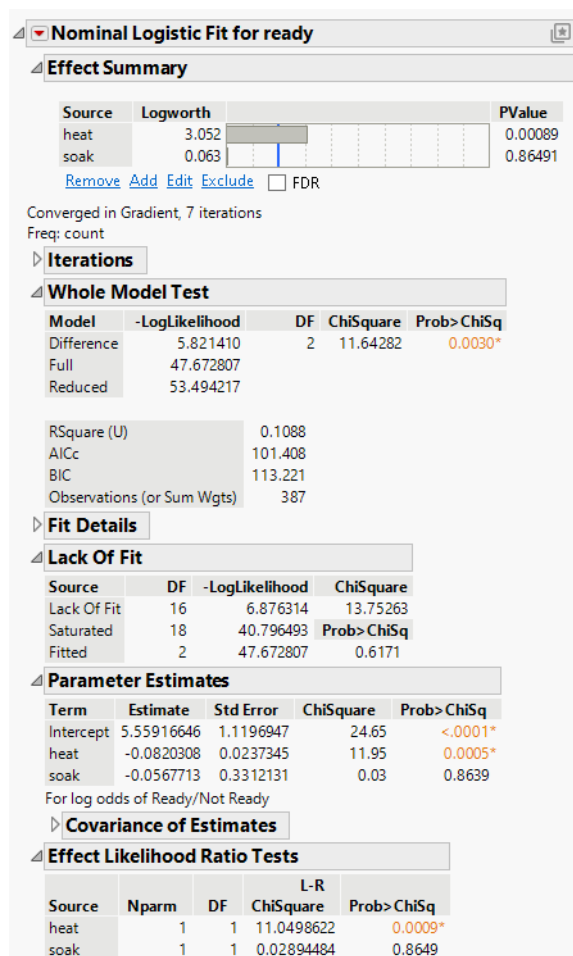 Nominal Logistic Fit for ready
Effect Summary
Source Logworth PValue
heat 3.052 0.00089
soak 0.063 0.86491
Remove Add Edit Exclude FDR
Converged in Gradient, 7 iterations
Freq: count
Iterations
Whole Model Test
Model -LogLikelihood DF ChiSquare Prob>ChiSq
Difference 5.821410 2 11.64282 0.0030*
Full 47.672807
Reduced 53.494217
RSquare (U) 0.1088
AICc 101.408
BIC 113.221
Observations (or Sum Wgts) 387
Fit Details
Lack Of Fit
Source DF -LogLikelihood ChiSquare
Lack Of Fit 16 6.876314 13.75263
Saturated 18 40.796493 Prob>ChiSq
Fitted 2 47.672807 0.6171
Parameter Estimates
Term Estimate Std Error ChiSquare Prob>ChiSq
Intercept 5.55916646 1.1196947 24.65 <.0001*
heat -0.0820308 0.0237345 11.95 0.0005*
soak -0.0567713 0.3312131 0.03 0.8639
For log odds of Ready/Not Ready
Covariance of Estimates
Effect Likelihood Ratio Tests
L-R
Source Nparm DF ChiSquare Prob>ChiSq
heat 1 1 11.0498622 0.0009*
soak 1 1 0.02894484 0.8649